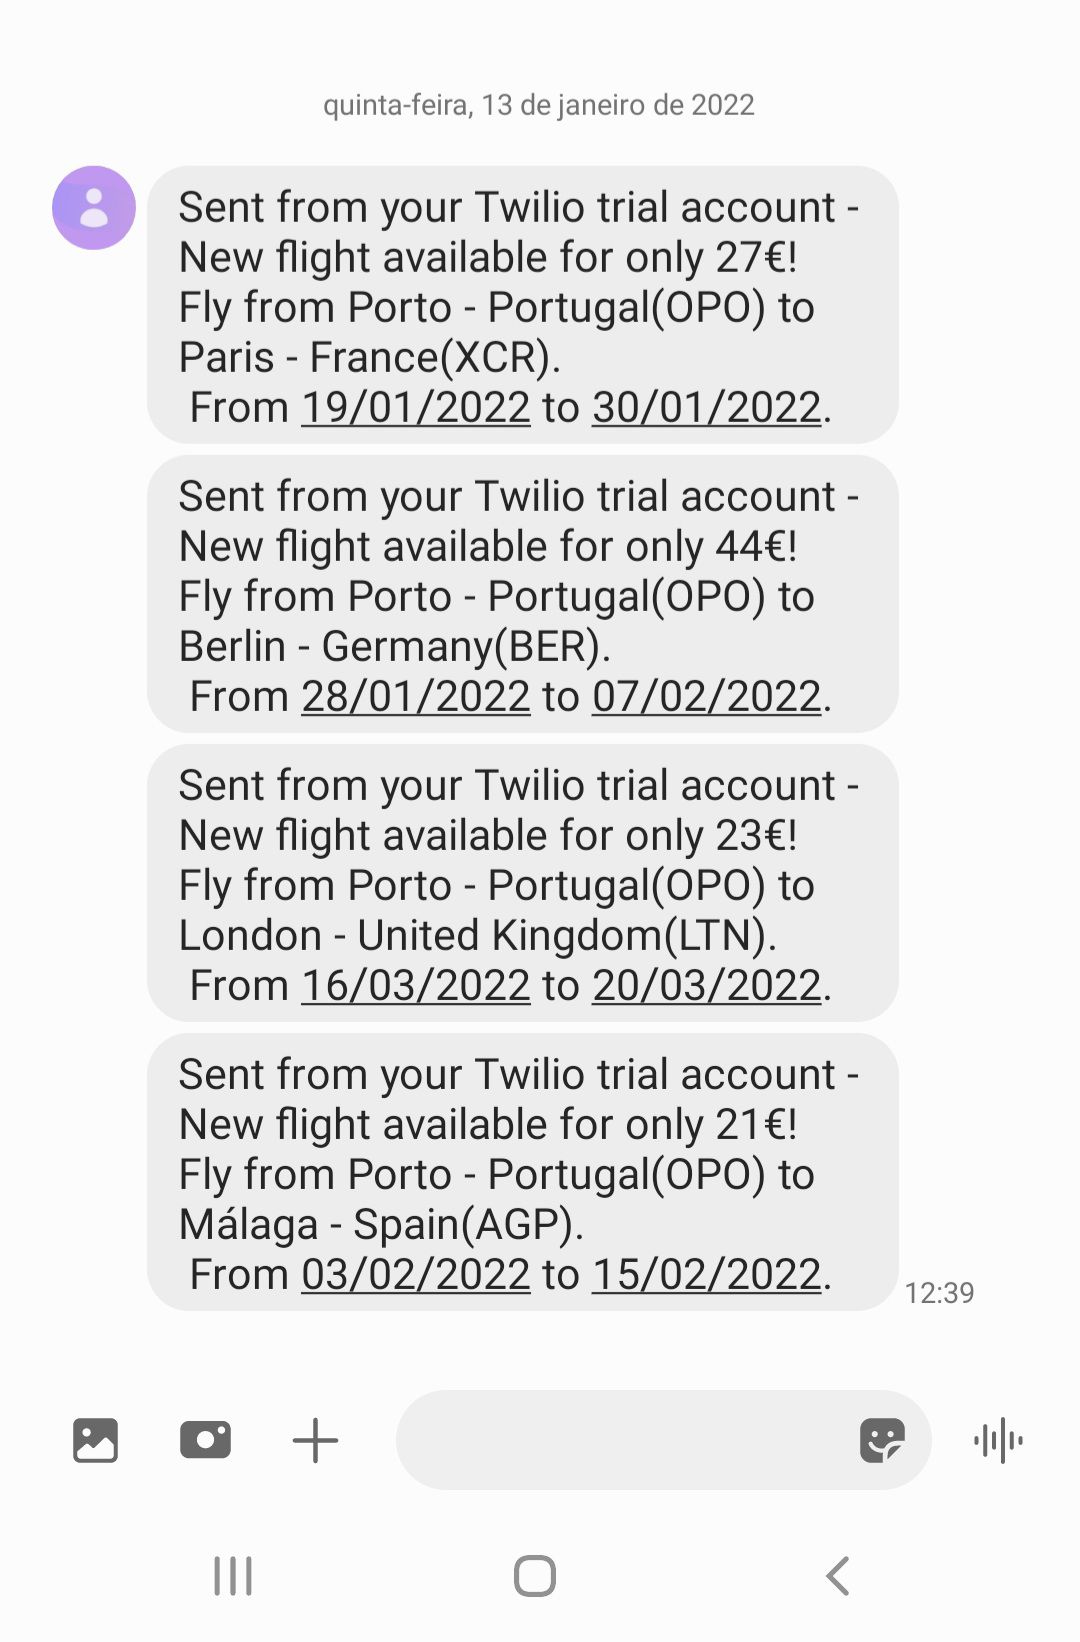 quinta-feira, 13 de janeiro de 2022
Sent from your Twilio trial account -
New flight available for only 27€!
Fly from Porto - Portugal(OPO) to
Paris - France(XCR).
From 19/01/2022 to 30/01/2022.
Sent from your Twilio trial account -
New flight available for only 44€!
Fly from Porto - Portugal(OPO) to
Berlin - Germany(BER).
From 28/01/2022 to 07/02/2022.
Sent from your Twilio trial account -
New flight available for only 23€!
Fly from Porto - Portugal(OPO) to
London - United Kingdom(LTN).
From 16/03/2022 to 20/03/2022.
Sent from your Twilio trial account -
New flight available for only 21€!
Fly from Porto - Portugal(OPO) to
Málaga - Spain(AGP).
From 03/02/2022 to 15/02/2022.
12:39